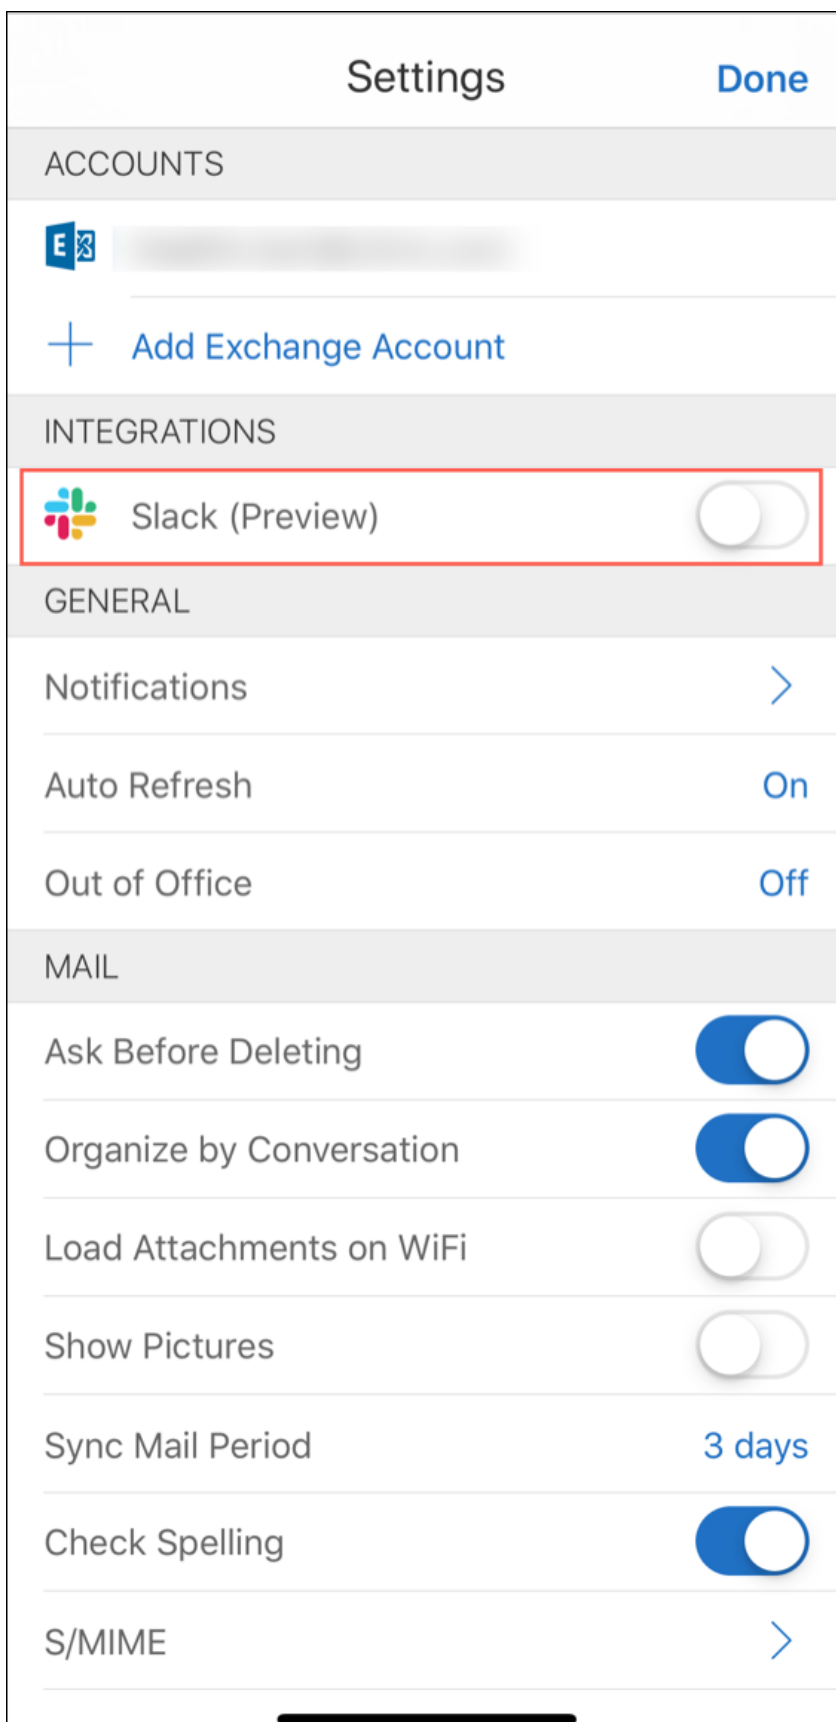 Settings
Done
ACCOUNTS
E
Add Exchange Account
INTEGRATIONS
Slack (Preview)
GENERAL
Notifications
Auto Refresh
On
Out of Office
Off
MAIL
Ask Before Deleting
Organize by Conversation
Load Attachments on WiFi
Show Pictures
Sync Mail Period
3 days
Check Spelling
S/MIME